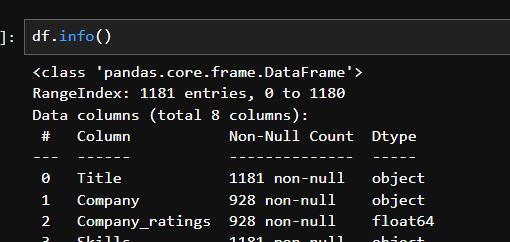 ]: df.info()
<class 'pandas.core.frame.DataFrame'>
RangeIndex: 1181 entries, 0 to 1180
Data columns (total 8 columns):
 #   Column           Non-Null Count  Dtype
---  ------           --------------  -----
 0   Title            1181 non-null   object
 1   Company          928 non-null    object
 2   Company_ratings  928 non-null    float64
 3   Skills           1181 non-null   object